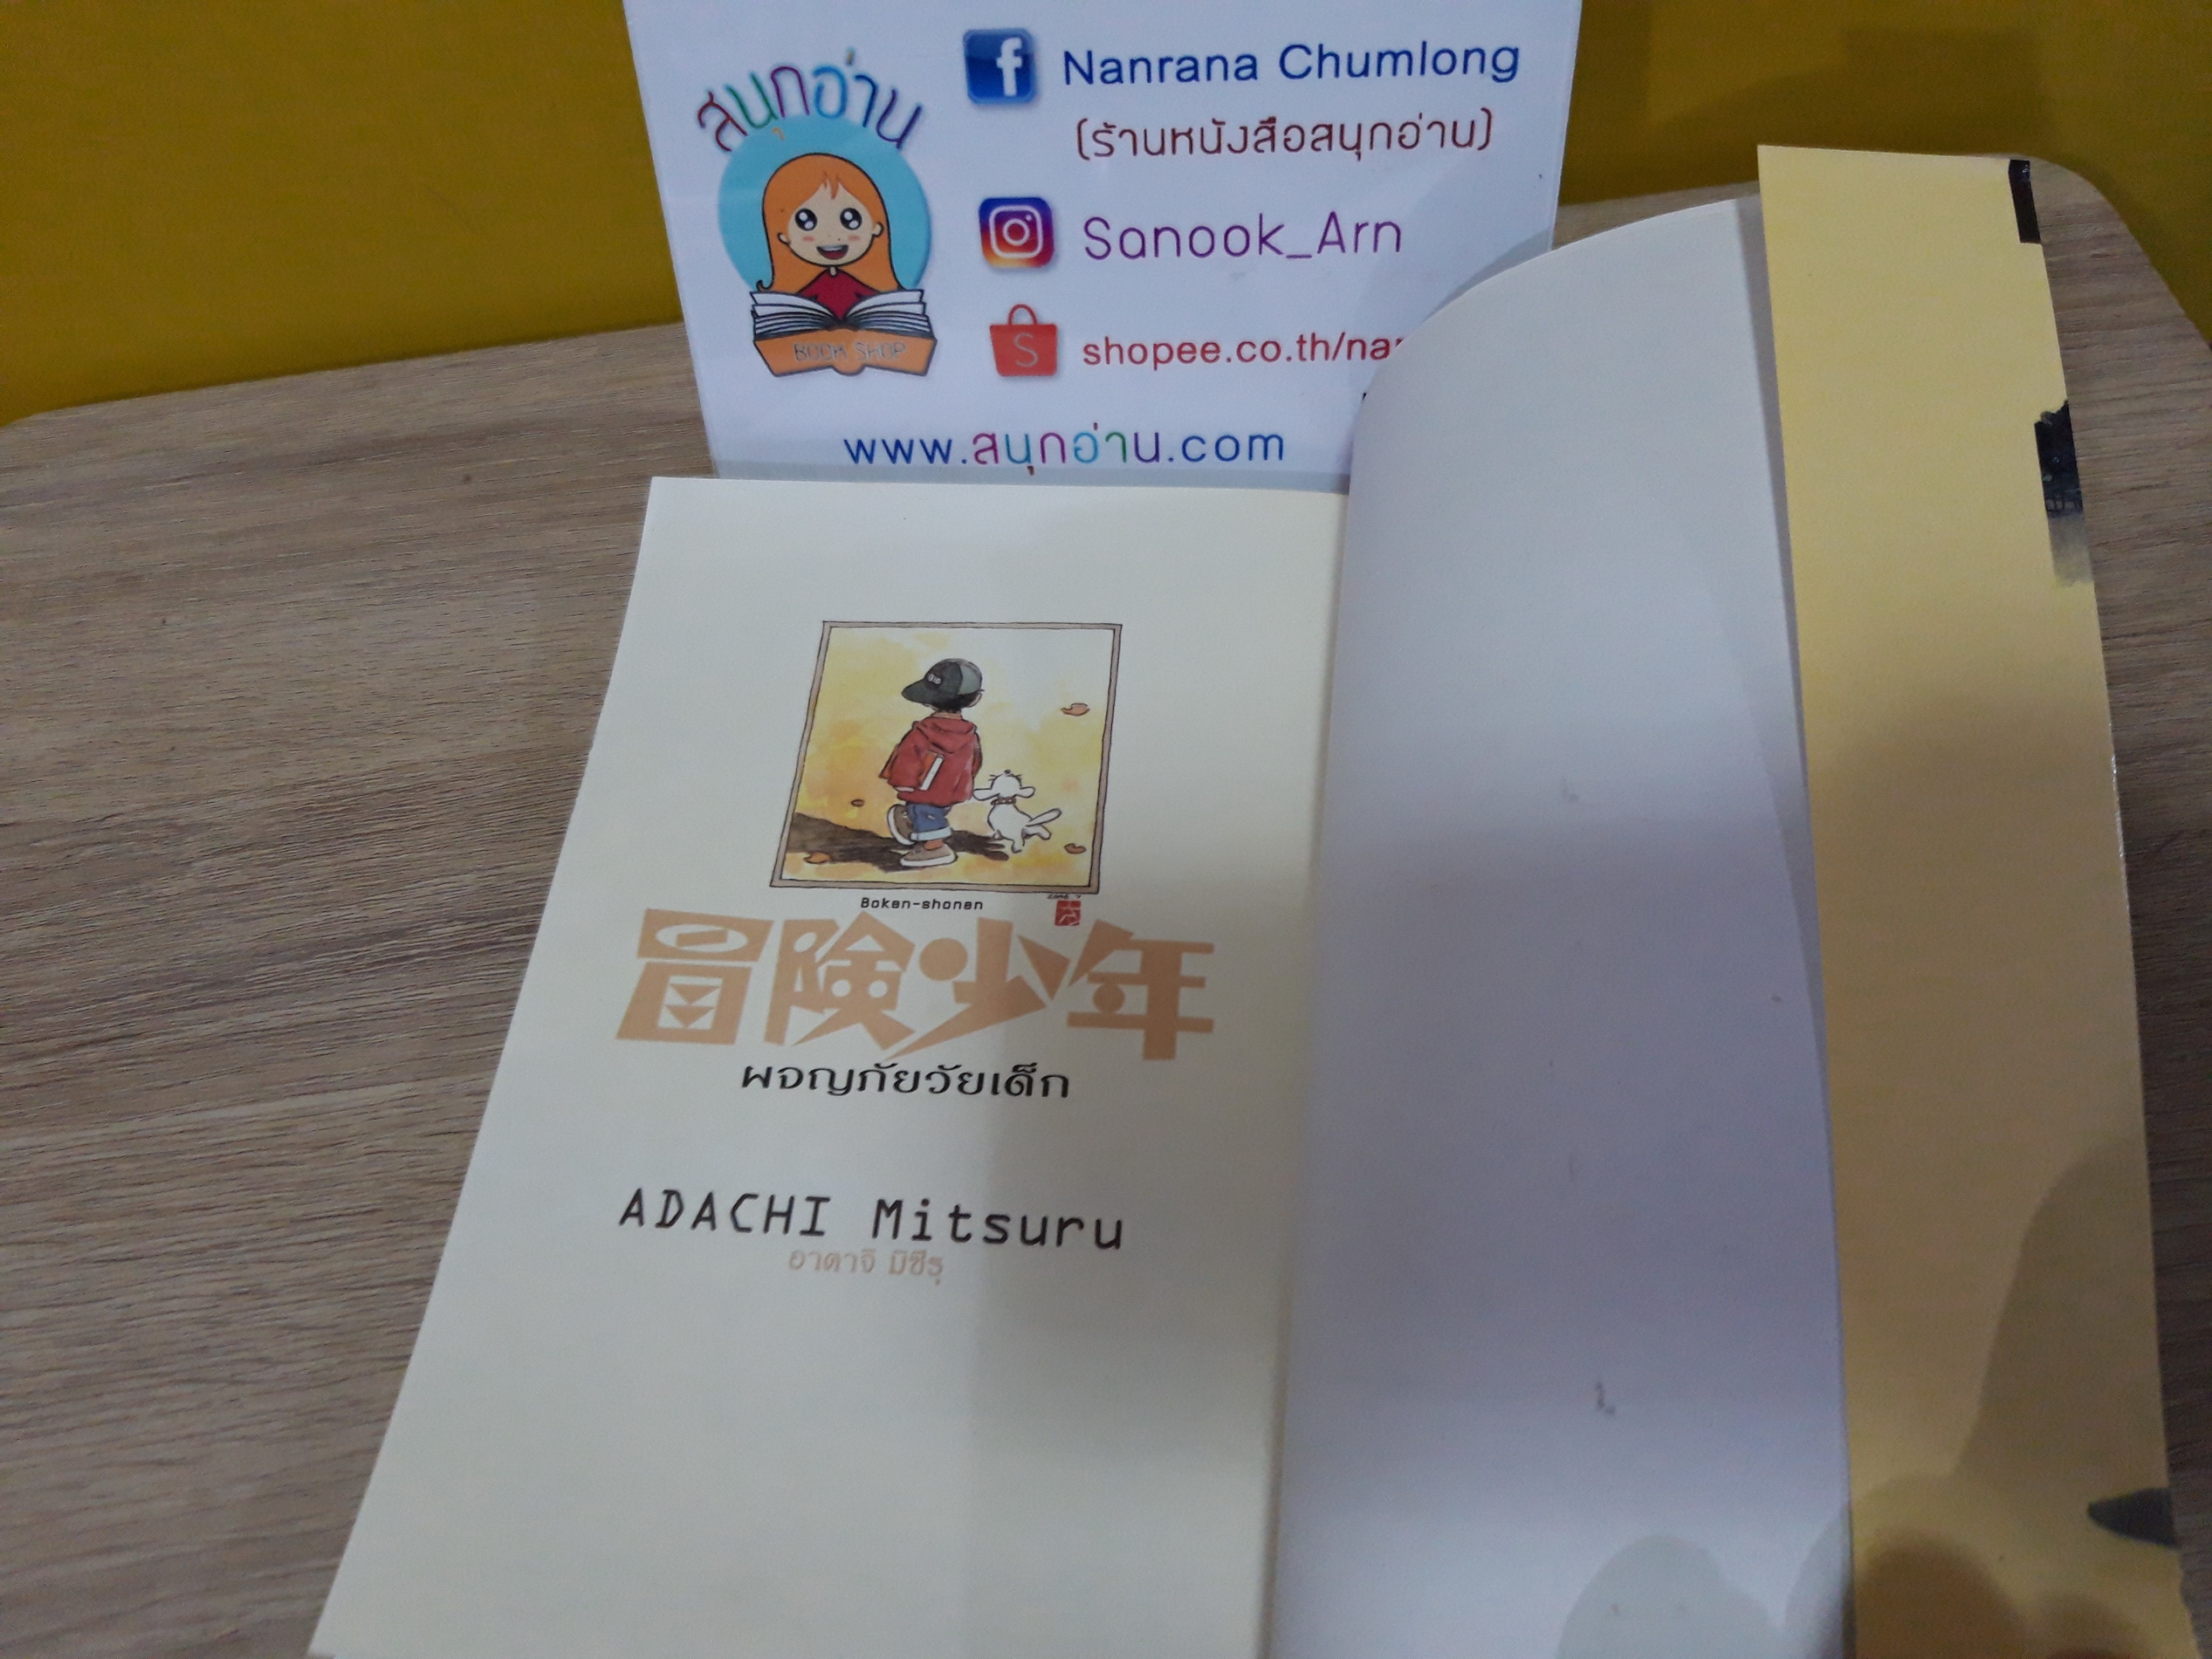 สนุกอ่าน
BOOK SHOP
Nanrana Chumlong
(ร้านหนังสือสนุกอ่าน)
Sanook_Arn
shopee.co.th/na
www.สนุกอ่าน.com
Boken-shonen
冒険少年
ผจญภัยวัยเด็ก
ADACHI Mitsuru
อาดาจิ มิซึรุ